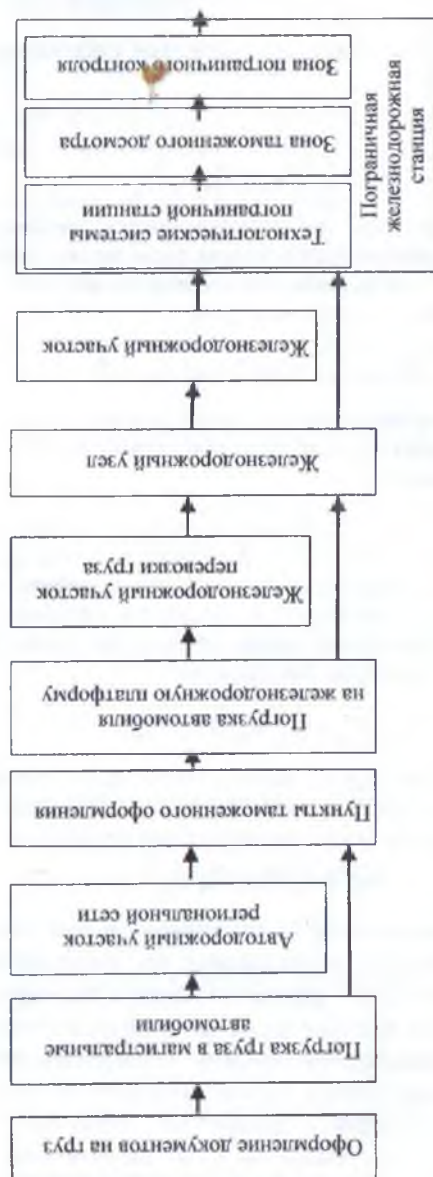 Оформление документов на груз
Погрузка груза в магистральные
автомобили
Автодорожный участок
региональной сети
Пункты таможенного оформления
Погрузка автомобиля
на железнодорожную платформу
Железнодорожный участок
перевозки груза
Железнодорожный узел
Железнодорожный участок
Технологические системы
пограничной станции
Зона таможенного досмотра
Зона пограничного контроля
Пограничная
железнодорожная
станция